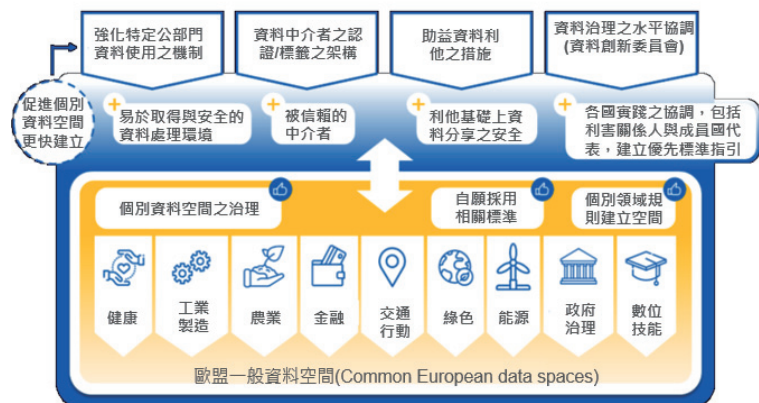 強化特定公部門
資料使用之機制
資料中介者之認
證/標籤之架構
助益資料利
他之措施
資料治理之水平協調
(資料創新委員會)
促進個別
資料空間
更快建立
易於取得與安全的
資料處理環境
被信賴的
中介者
利他基礎上資
料分享之安全
各國實踐之協調，包括
利害關係人與成員國代
表，建立優先標準指引
個別資料空間之治理
自願採用
相關標準
個別領域規
則建立空間
健康
工業
製造
農業
金融
交通
行動
綠色
能源
政府
治理
數位
技能
歐盟一般資料空間(Common European data spaces)